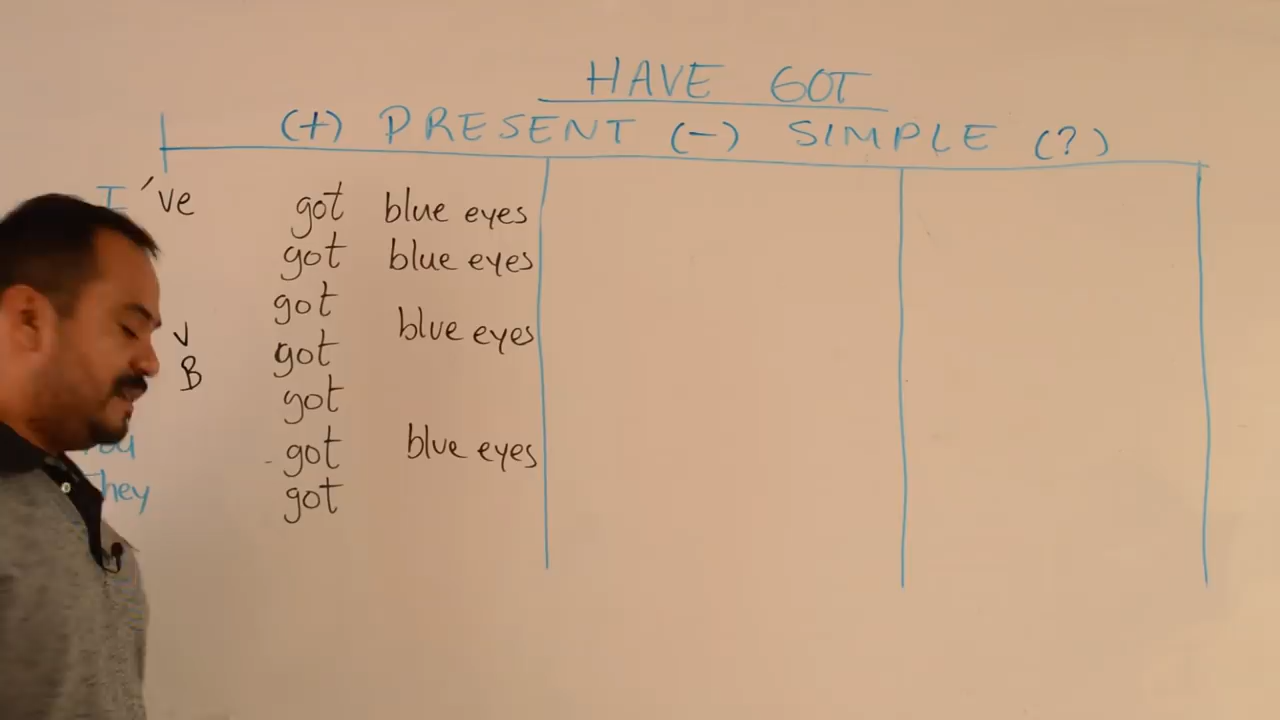 HAVE GOT
(+) PRESENT (-) SIMPLE (?)
I 've got blue eyes
got blue eyes
got
v got blue eyes
B got
got blue eyes
They got